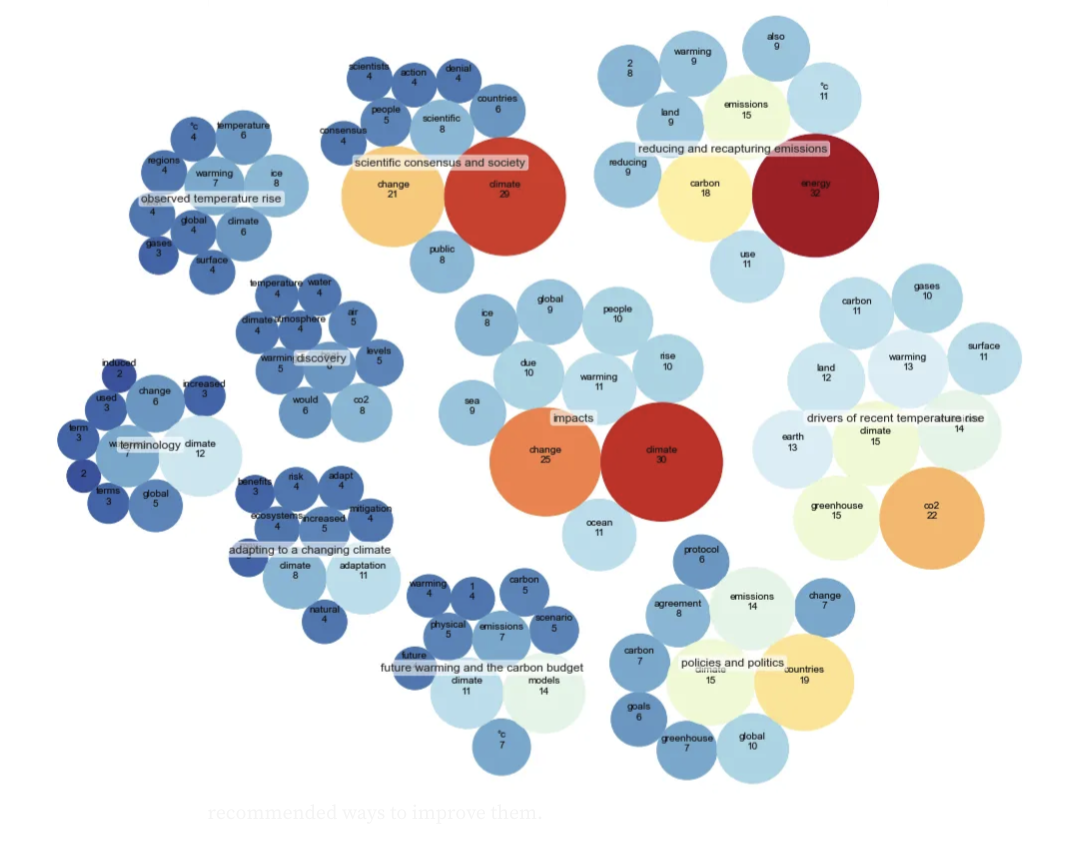 scientists
4
action
4
denial
4
people
5
scientific
8
countries
6
consensus
4
scientific consensus and society
change
21
climate
29
public
8
2
8
warming
9
also
9
land
9
emissions
15
°c
11
reducing and recapturing emissions
reducing
9
carbon
18
energy
32
use
11
°c
4
temperature
6
regions
4
warming
7
ice
8
observed temperature rise
4
global
4
climate
6
gases
3
surface
4
temperature
4
water
4
climate
4
atmosphere
4
air
5
discovery
5
levels
5
would
6
co2
8
ice
8
global
9
people
10
due
10
warming
11
rise
10
sea
9
impacts
change
25
climate
30
ocean
11
carbon
11
gases
10
land
12
warming
13
surface
11
drivers of recent temperature rise
earth
13
climate
15
14
greenhouse
15
co2
22
induced
2
used
3
change
6
increased
3
term
3
terminology
7
climate
12
2
terms
3
global
5
benefits
3
risk
4
adapt
4
ecosystems
4
increased
5
mitigation
4
adapting to a changing climate
climate
8
adaptation
11
natural
4
warming
4
1
4
carbon
5
physical
5
emissions
7
scenario
5
future
future warming and the carbon budget
climate
11
models
14
°c
7
protocol
6
agreement
8
emissions
14
change
7
carbon
7
policies and politics
climate
15
countries
19
goals
6
greenhouse
7
global
10
recommended ways to improve them.